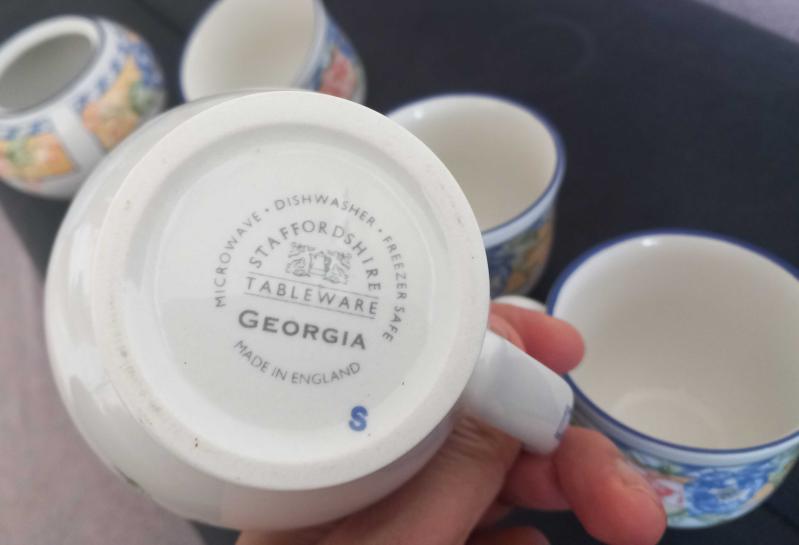 MICROWAVE • DISHWASHER • FREEZER SAFE
STAFFORDSHIRE
TABLEWARE
GEORGIA
MADE IN ENGLAND
S